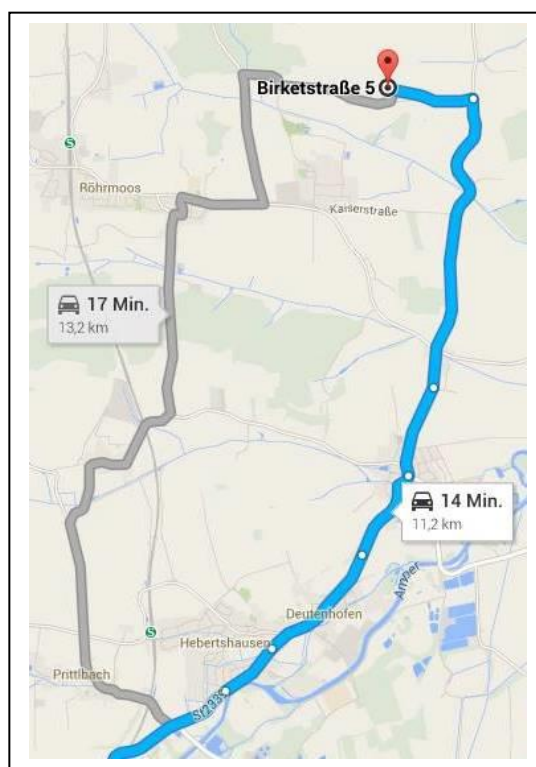 Birketstraße 5
S
Röhrmoos
Kaiserstraße
17 Min.
13,2 km
14 Min.
11,2 km
Amper
Deutenhofen
S
Hebertshausen
Prittlbach
St2339